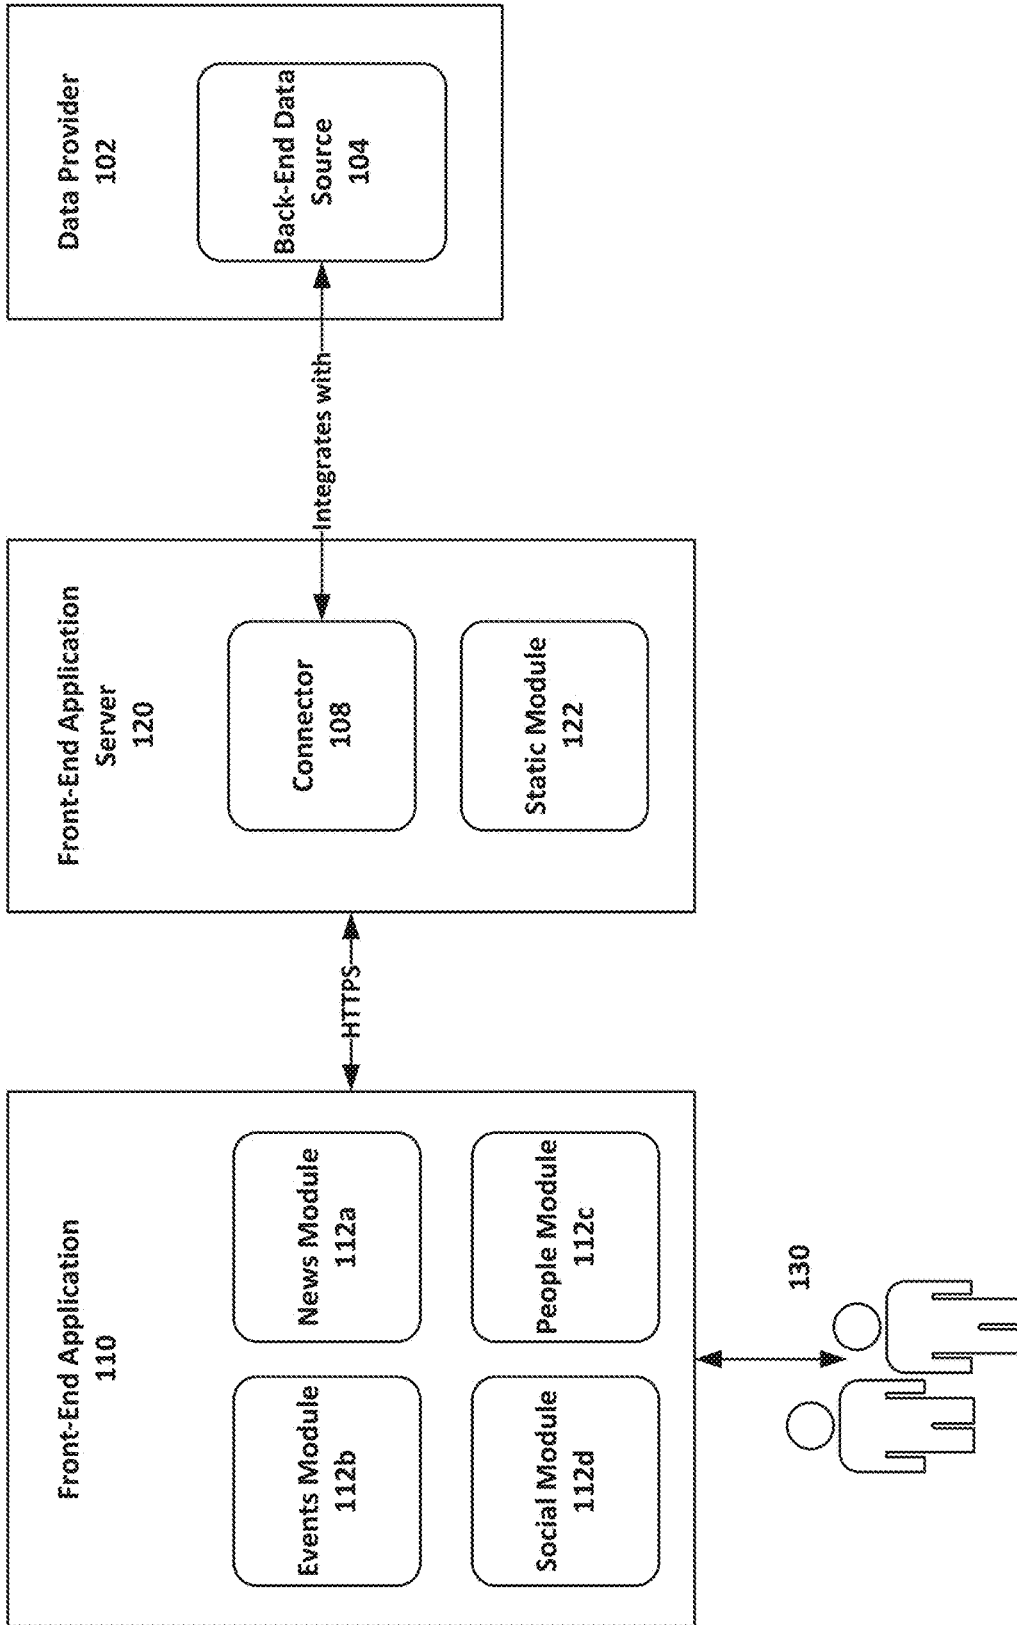 Front-End Application
110
Events Module
112b
News Module
112a
Social Module
112d
People Module
112c
130
HTTPS
Front-End Application
Server
120
Connector
108
Static Module
122
Integrates with
Data Provider
102
Back-End Data
Source
104